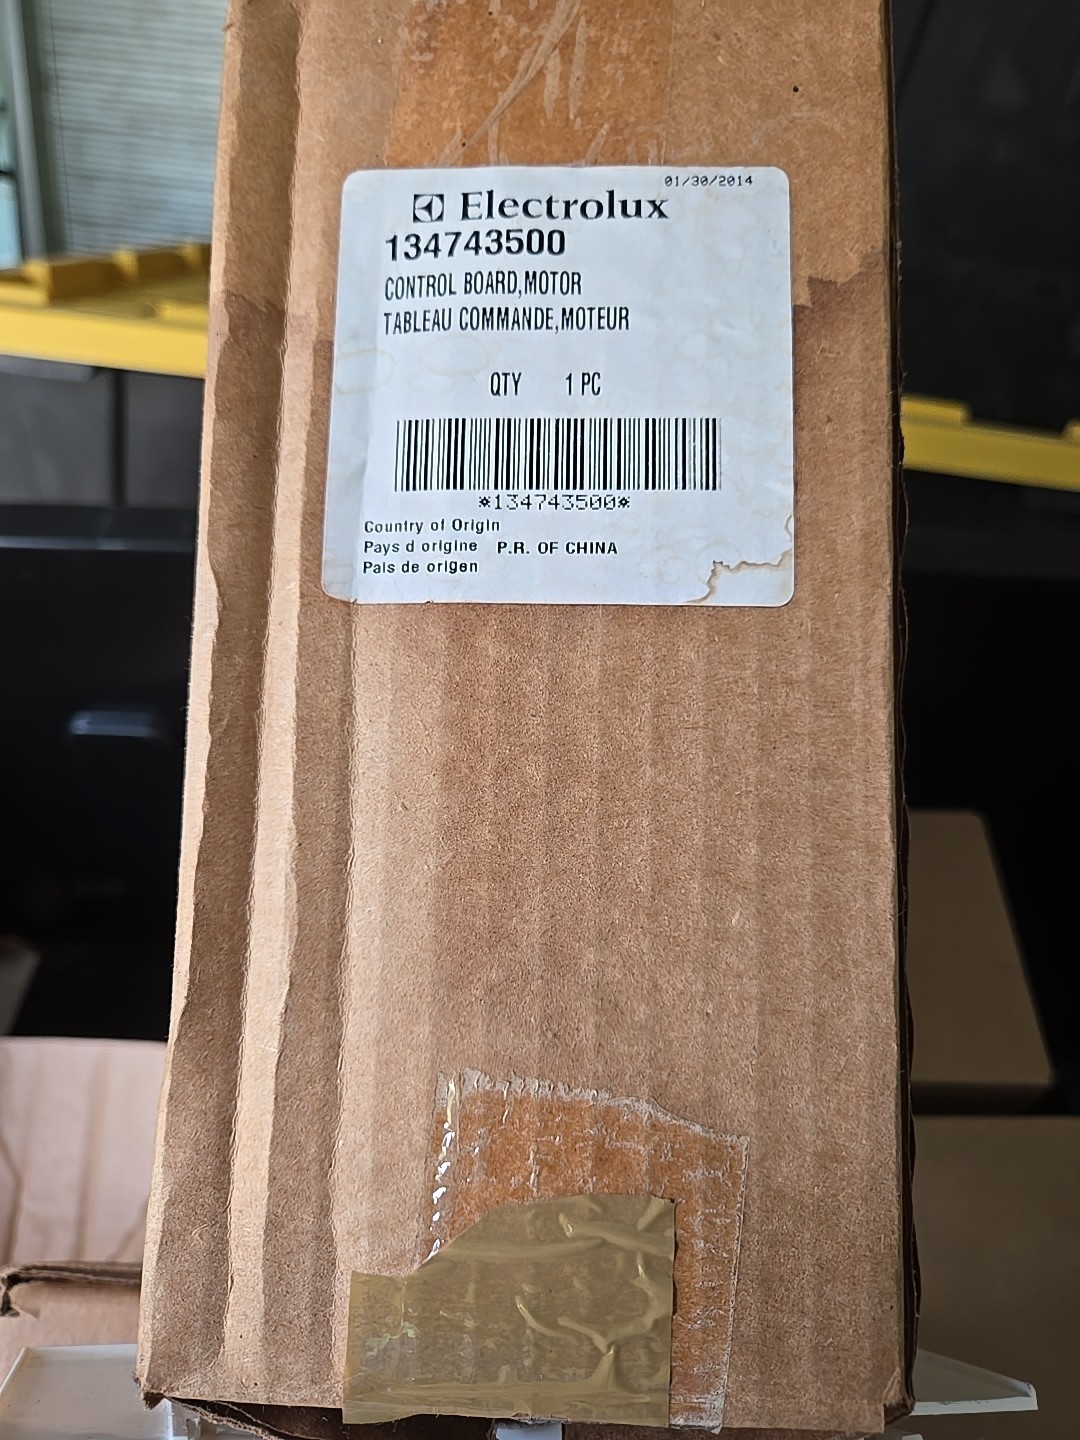 01/30/2014
Electrolux
134743500
CONTROL BOARD,MOTOR
TABLEAU COMMANDE,MOTEUR
QTY 1 PC
*134743500*
Country of Origin
Pays d origine P.R. OF CHINA
Pais de origen